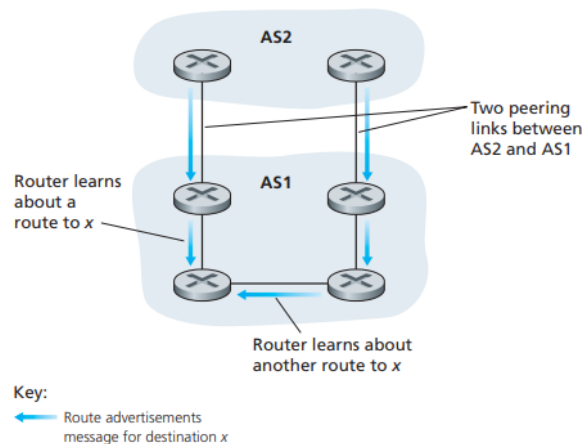 AS2
Two peering
links between
AS2 and AS1
Router learns
about a
route to x
AS1
Router learns about
another route to x
Key:
Route advertisements
message for destination x